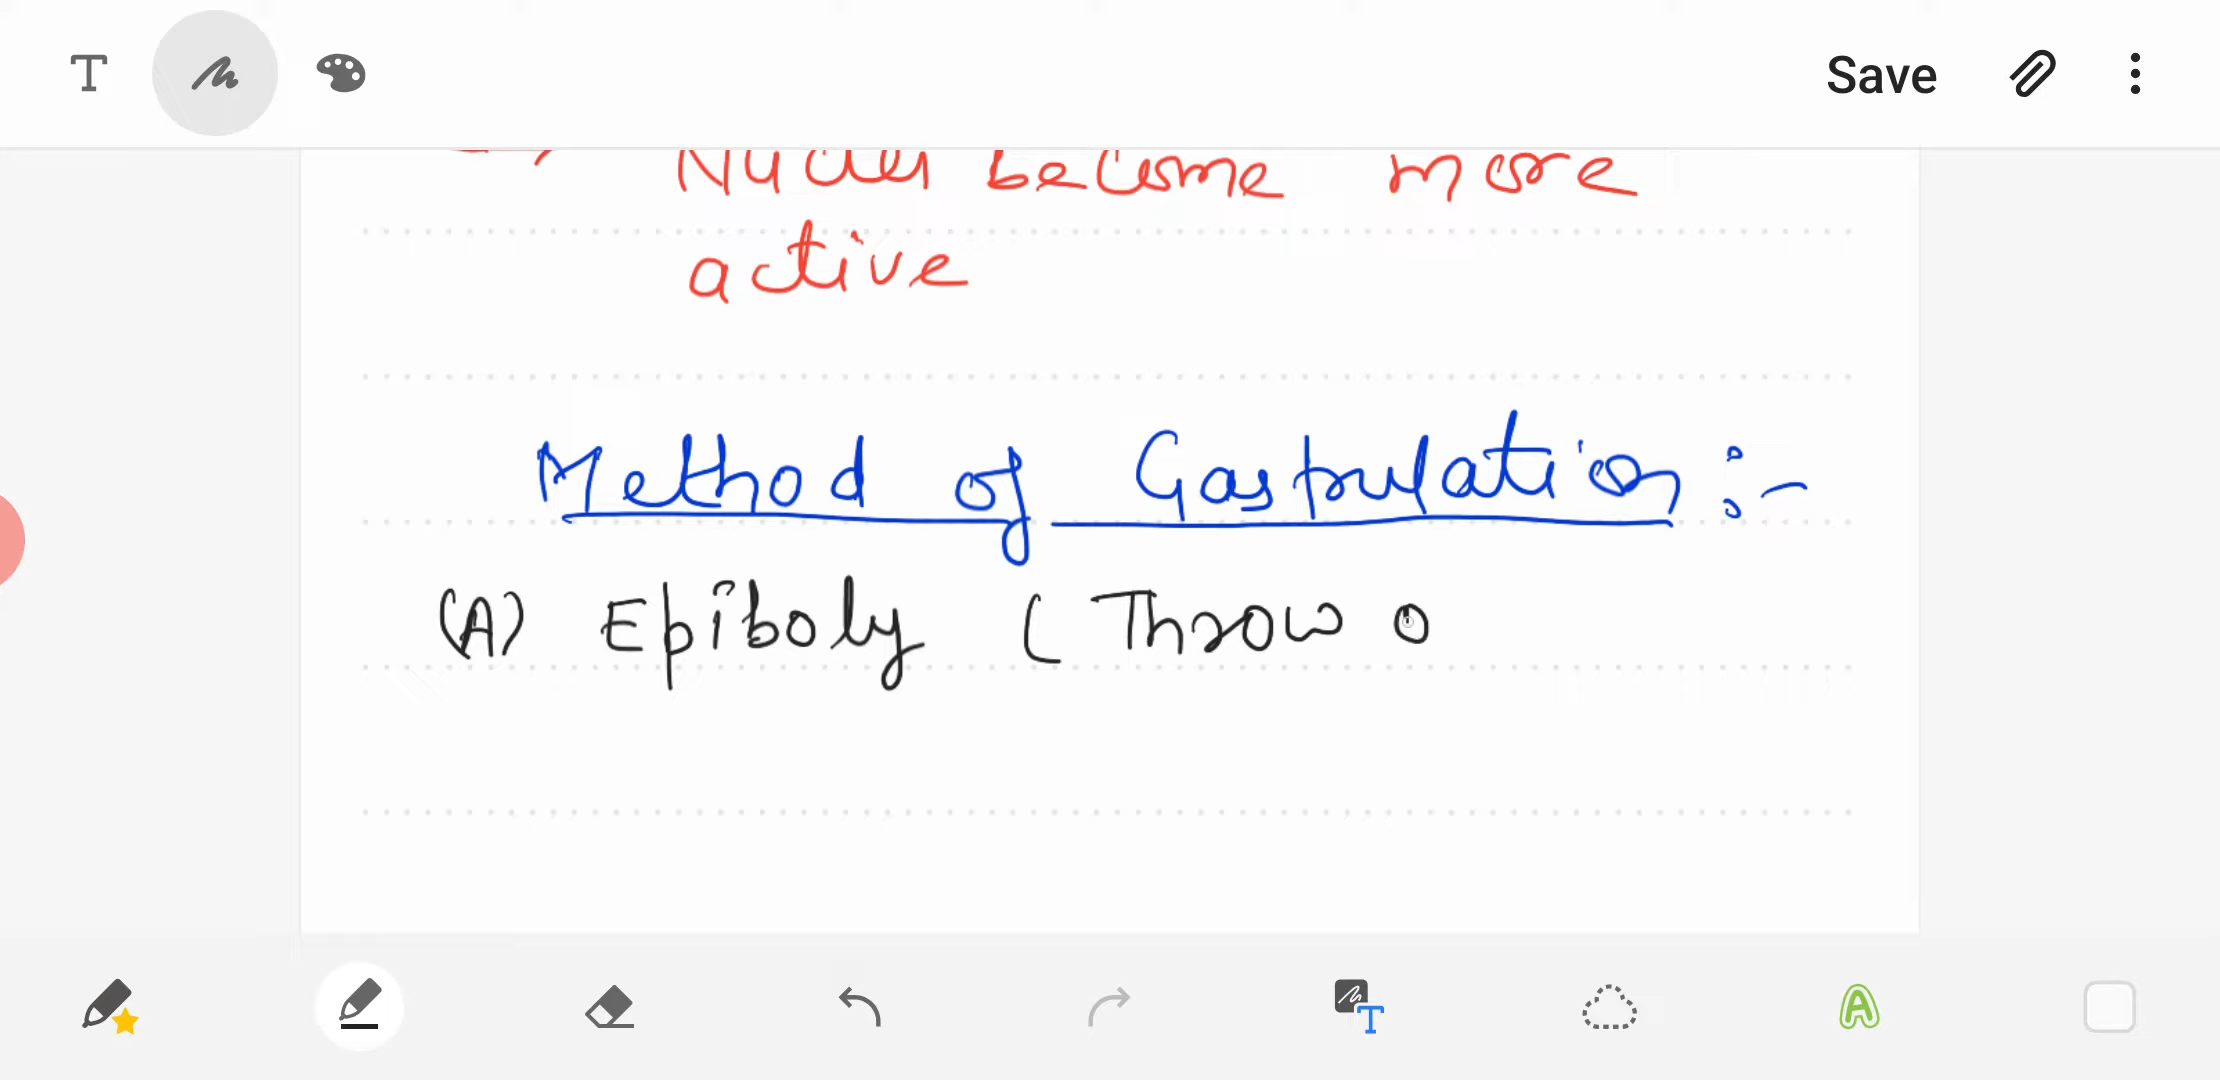 T Save
Nuclei become more
active
Method of Gastrulation :-
(A) Epiboly ( Throw o